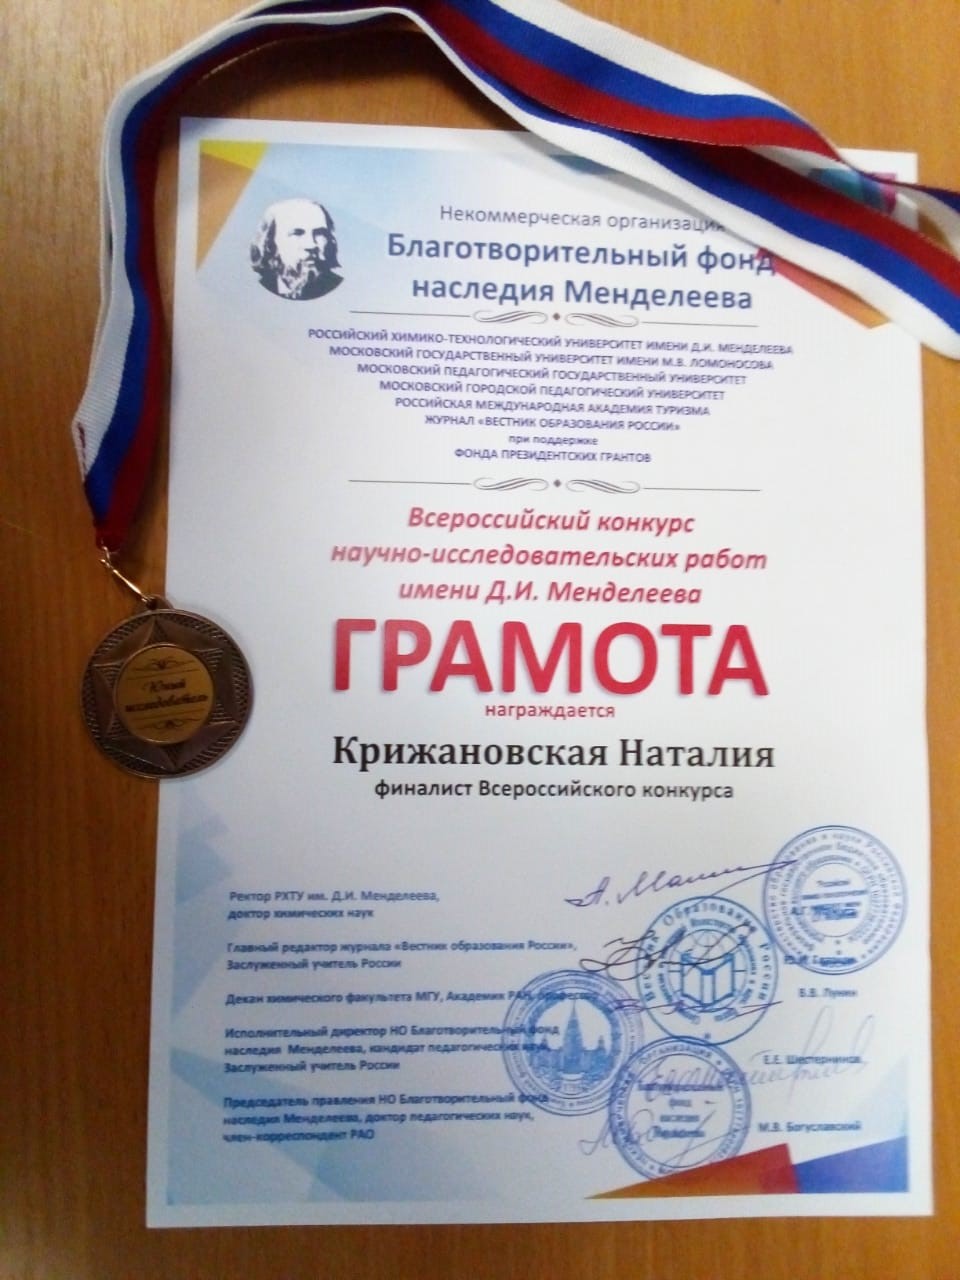 Некоммерческая организация
Благотворительный фонд
наследия Менделеева
РОССИЙСКИЙ ХИМИКО-ТЕХНОЛОГИЧЕСКИЙ УНИВЕРСИТЕТ ИМЕНИ Д.И. МЕНДЕЛЕЕВА
МОСКОВСКИЙ ГОСУДАРСТВЕННЫЙ УНИВЕРСИТЕТ ИМЕНИ М.В. ЛОМОНОСОВА
МОСКОВСКИЙ ПЕДАГОГИЧЕСКИЙ ГОСУДАРСТВЕННЫЙ УНИВЕРСИТЕТ
МОСКОВСКИЙ ГОРОДСКОЙ ПЕДАГОГИЧЕСКИЙ УНИВЕРСИТЕТ
РОССИЙСКАЯ МЕЖДУНАРОДНАЯ АКАДЕМИЯ ТУРИЗМА
ЖУРНАЛ «ВЕСТНИК ОБРАЗОВАНИЯ РОССИИ»
при поддержке
ФОНДА ПРЕЗИДЕНТСКИХ ГРАНТОВ
Всероссийский конкурс
научно-исследовательских работ
имени Д.И. Менделеева
ГРАМОТА
награждается
Крижановская Наталия
финалист Всероссийского конкурса
Юный
исследователь
Ректор РХТУ им. Д.И. Менделеева,
доктор химических наук
Главный редактор журнала «Вестник образования России»,
Заслуженный учитель России
Декан химического факультета МГУ, Академик РАН, профессор
В.В. Лунин
Исполнительный директор НО Благотворительный фонд
наследия Менделеева, кандидат педагогических наук,
Заслуженный учитель России
Е.Е. Шестернинов
Председатель правления НО Благотворительный фонд
наследия Менделеева, доктор педагогических наук,
член-корреспондент РАО
М.В. Богуславский
Вестник Образования России